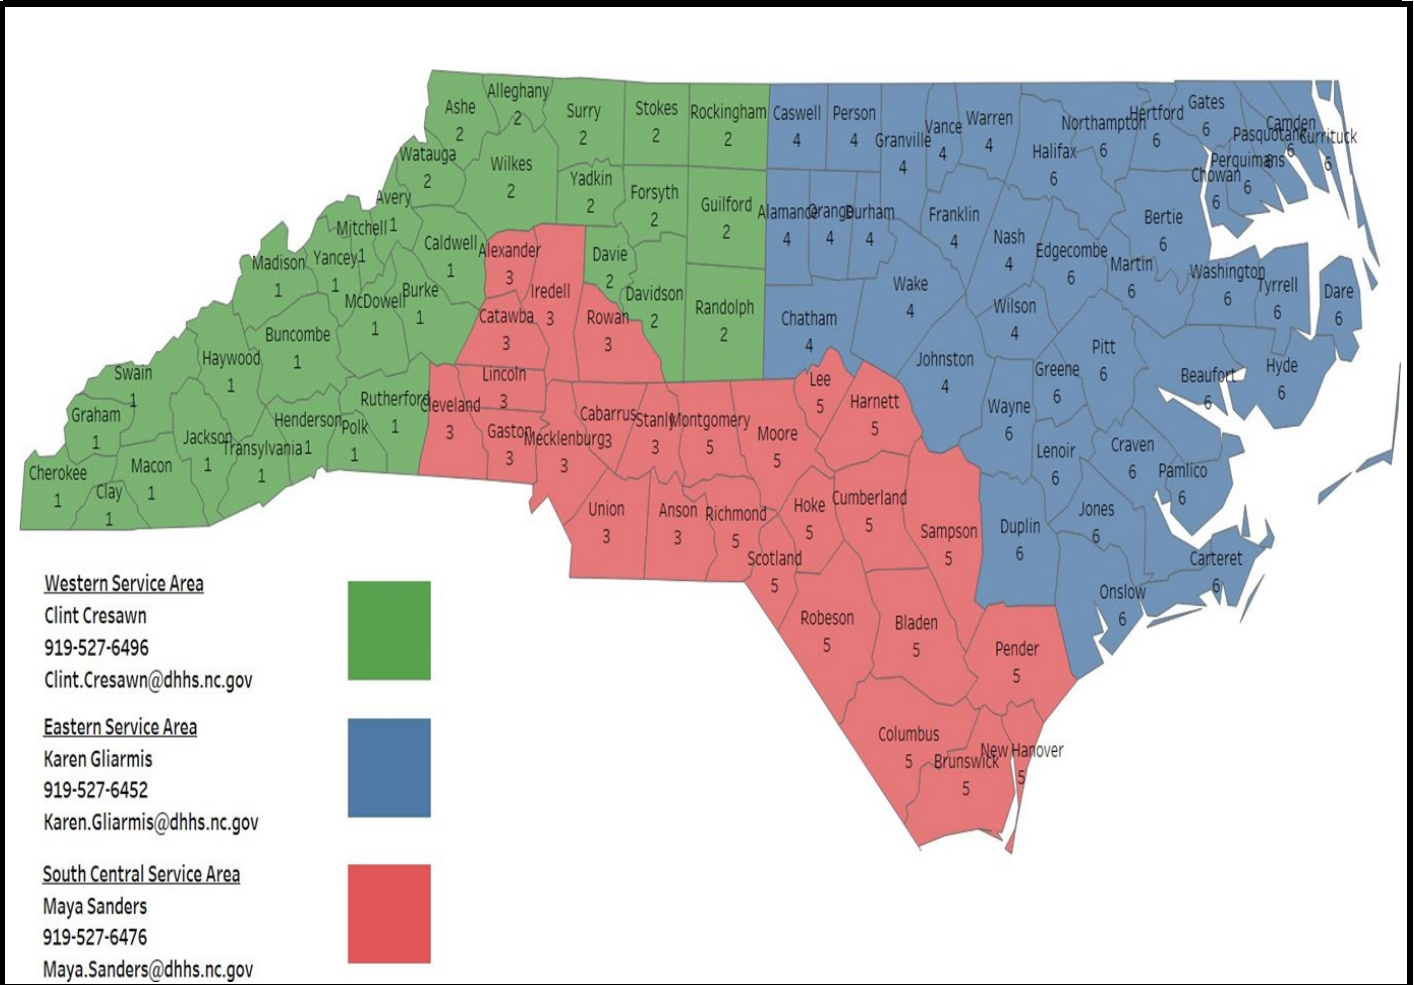 Alleghany
2
Ashe
2
Surry
2
Stokes
2
Rockingham
2
Caswell
4
Person
4
Granville
4
Vance
4
Warren
4
Northampton
6
Halifax
6
Hertford
6
Gates
6
Camden
6
Pasquotank
6
Currituck
6
Perquimans
6
Chowan
6
Watauga
2
Wilkes
2
Yadkin
2
Forsyth
2
Guilford
2
Alamance
4
Orange
4
Durham
4
Franklin
4
Nash
4
Edgecombe
6
Martin
6
Bertie
6
Washington
6
Tyrrell
6
Dare
6
Avery
1
Mitchell
1
Yancey
1
Madison
1
Caldwell
1
Alexander
3
Iredell
3
Davie
2
Davidson
2
Randolph
2
Chatham
4
Wake
4
Wilson
4
Johnston
4
Greene
6
Pitt
6
Beaufort
6
Hyde
6
McDowell
1
Burke
1
Catawba
3
Rowan
3
Buncombe
1
Haywood
1
Swain
1
Graham
1
Cherokee
1
Clay
1
Macon
1
Jackson
1
Transylvania
1
Henderson
1
Polk
1
Rutherford
1
Cleveland
3
Lincoln
3
Gaston
3
Mecklenburg
3
Cabarrus
3
Stanly
3
Montgomery
5
Moore
5
Lee
5
Harnett
5
Wayne
6
Lenoir
6
Craven
6
Pamlico
6
Jones
6
Carteret
6
Onslow
6
Duplin
6
Sampson
5
Cumberland
5
Hoke
5
Scotland
5
Richmond
5
Anson
3
Union
3
Robeson
5
Bladen
5
Pender
5
Columbus
5
Brunswick
5
New Hanover
5
Western Service Area
Clint Cresawn
919-527-6496
Clint.Cresawn@dhhs.nc.gov
Eastern Service Area
Karen Gliarmis
919-527-6452
Karen.Gliarmis@dhhs.nc.gov
South Central Service Area
Maya Sanders
919-527-6476
Maya.Sanders@dhhs.nc.gov